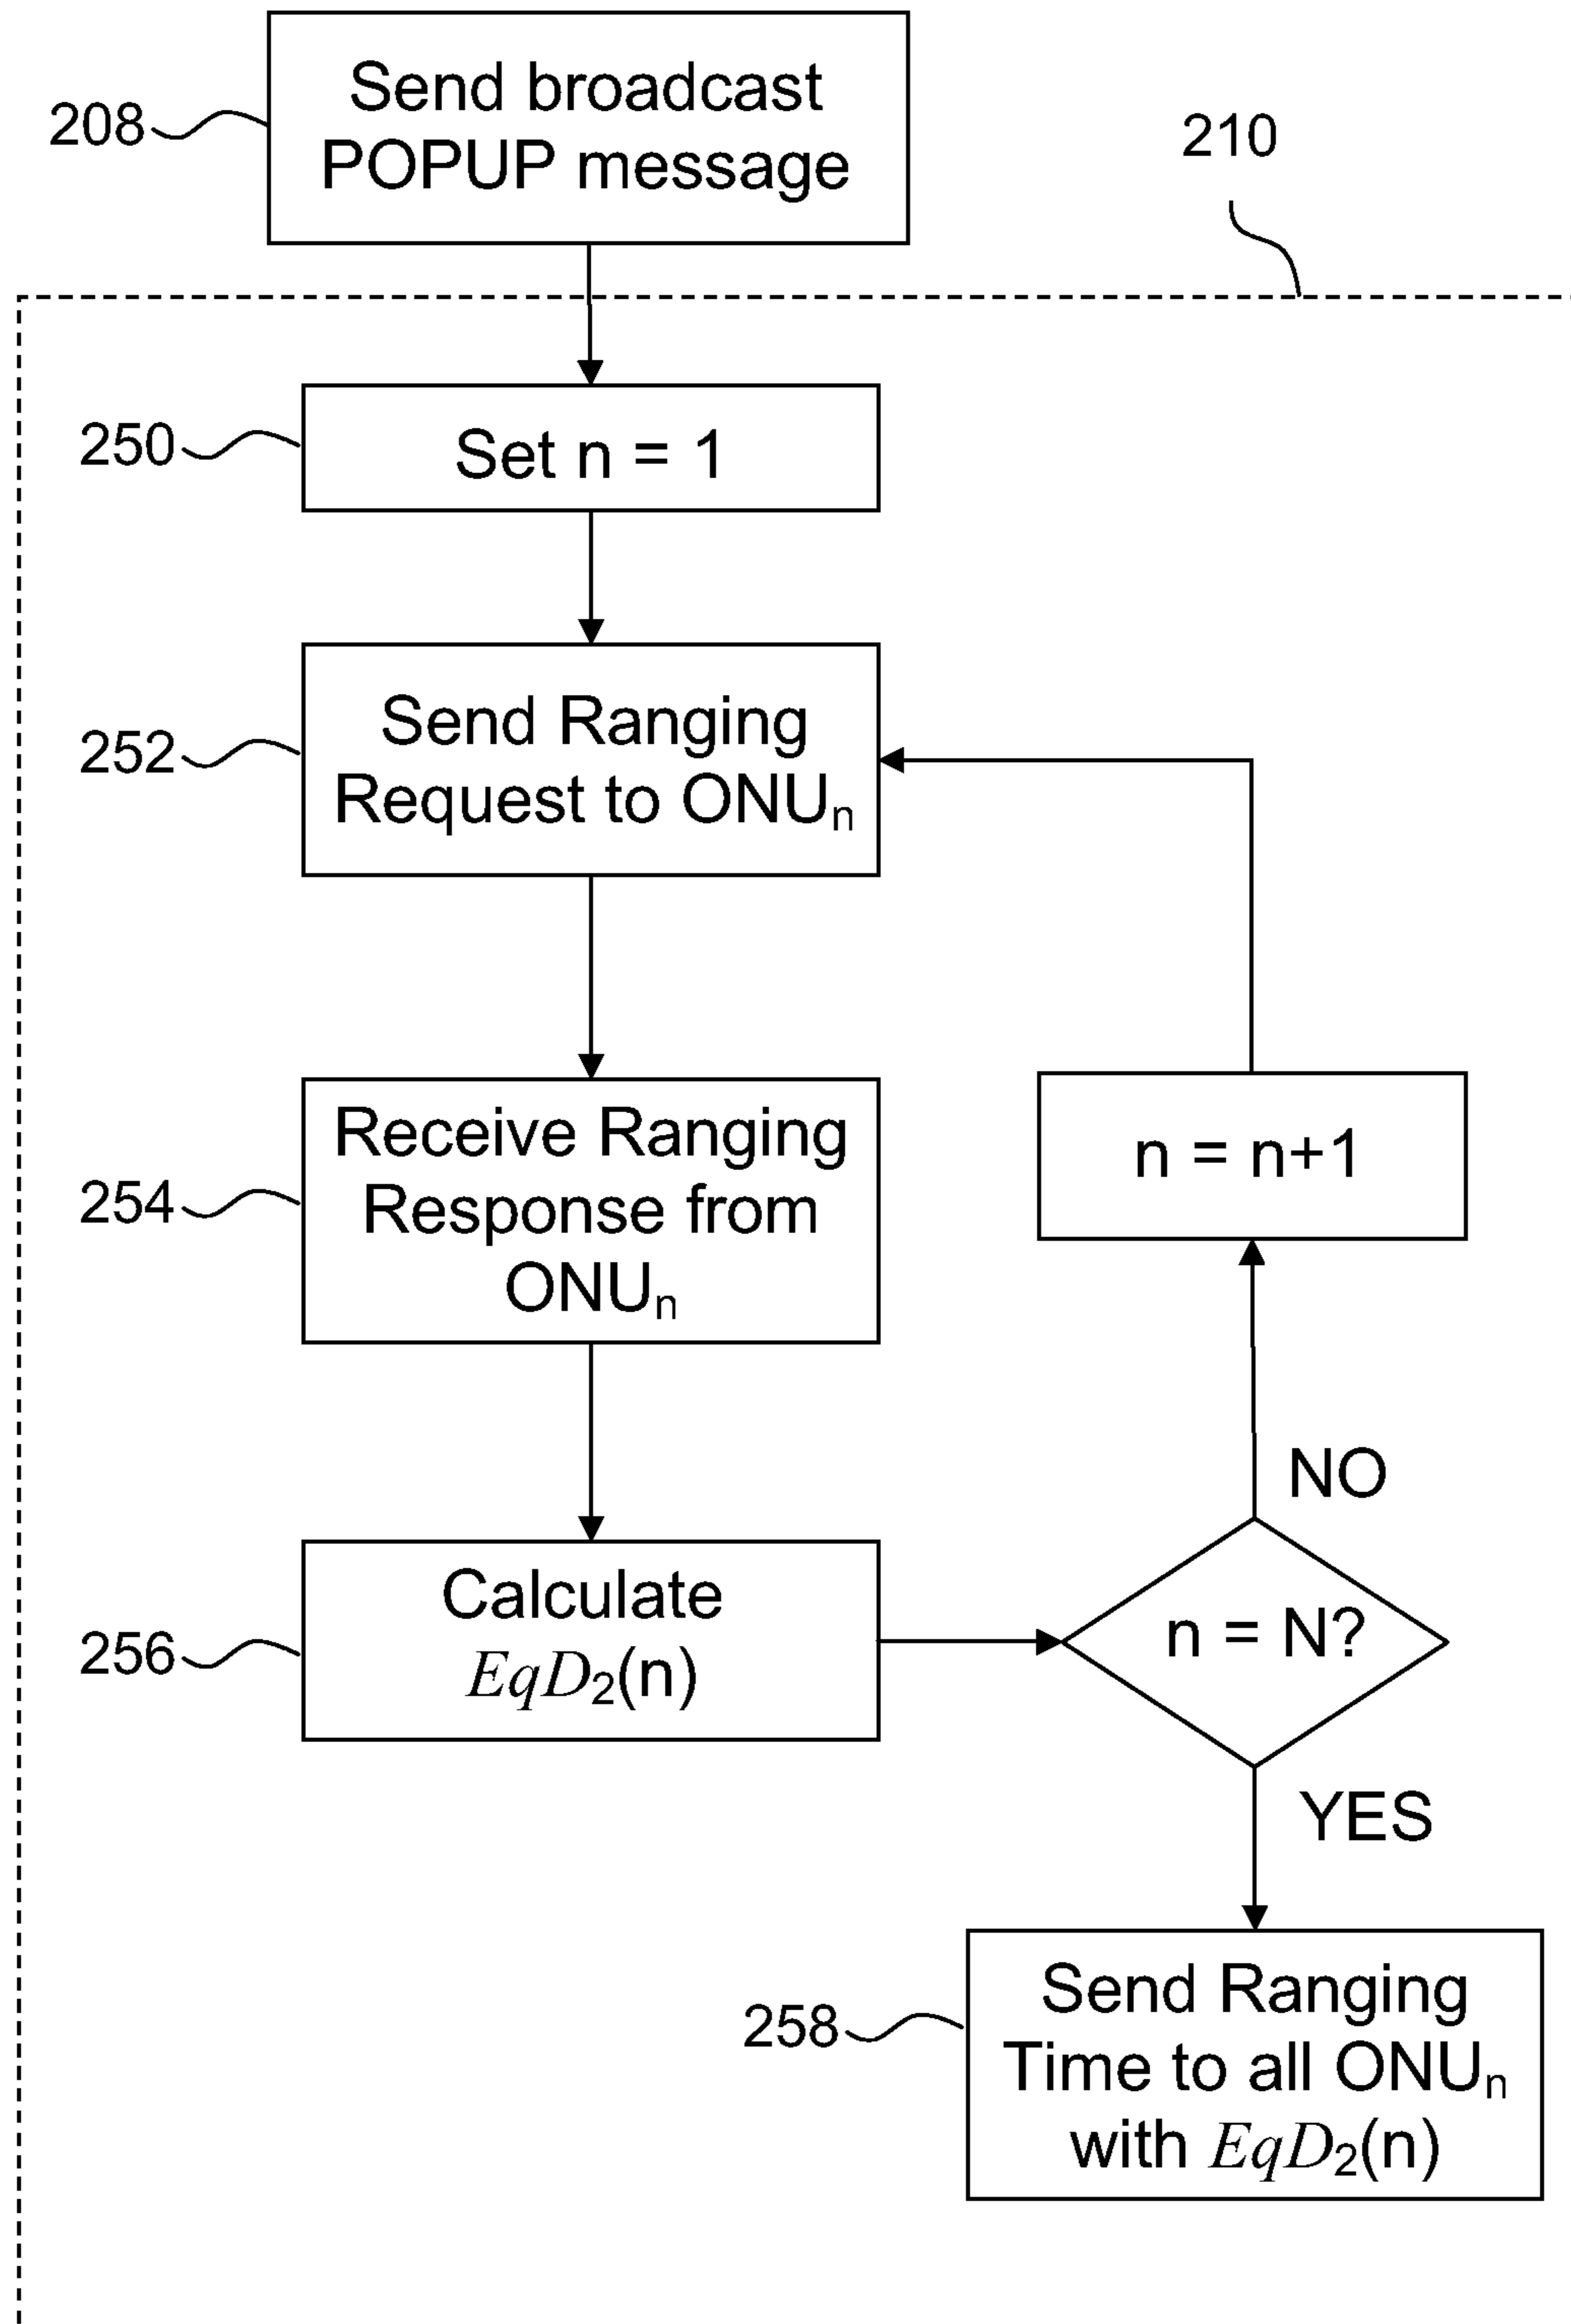 Send broadcast
POPUP message
208
210
250
Set n = 1
252
Send Ranging
Request to ONUₙ
254
Receive Ranging
Response from
ONUₙ
n = n+1
NO
256
Calculate
EqD₂(n)
n = N?
YES
258
Send Ranging
Time to all ONUₙ
with EqD₂(n)